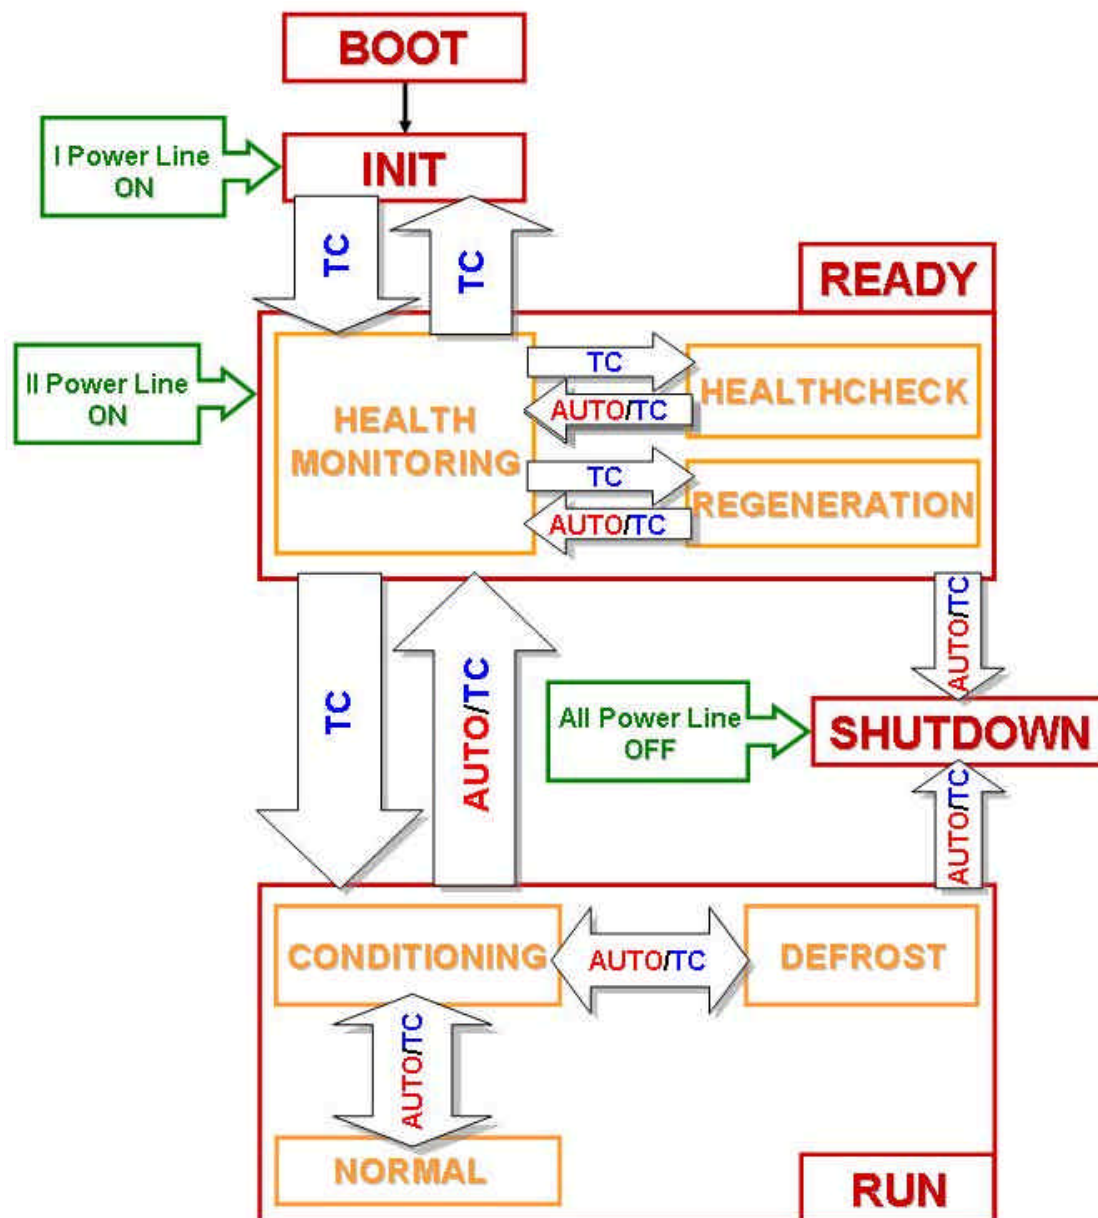 BOOT
I Power Line
ON
INIT
TC
TC
READY
II Power Line
ON
HEALTH
MONITORING
TC
AUTO/TC
HEALTHCHECK
TC
AUTO/TC
REGENERATION
TC
AUTO/TC
AUTO/TC
All Power Line
OFF
SHUTDOWN
AUTO/TC
CONDITIONING
AUTO/TC
DEFROST
AUTO/TC
NORMAL
RUN